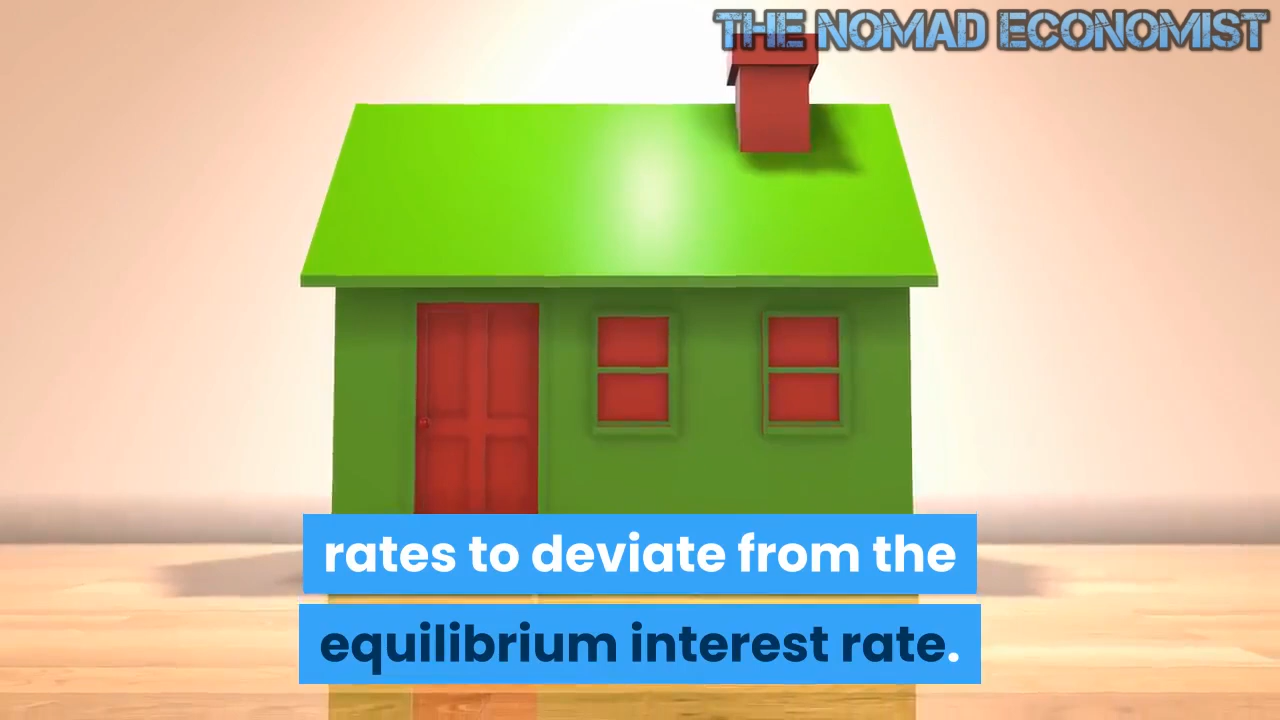 THE NOMAD ECONOMIST
rates to deviate from the
equilibrium interest rate.